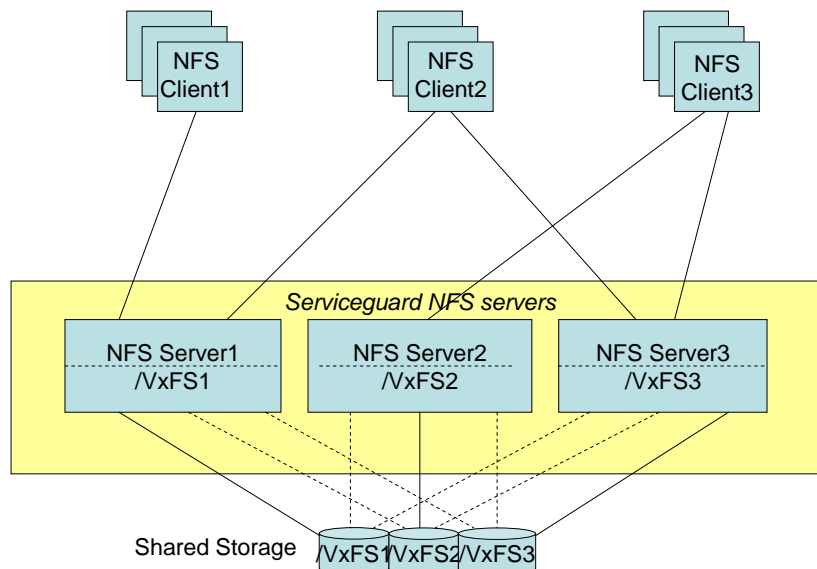 NFS
Client1
NFS
Client2
NFS
Client3
Serviceguard NFS servers
NFS Server1
/VxFS1
NFS Server2
/VxFS2
NFS Server3
/VxFS3
Shared Storage
/VxFS1
/VxFS2
/VxFS3